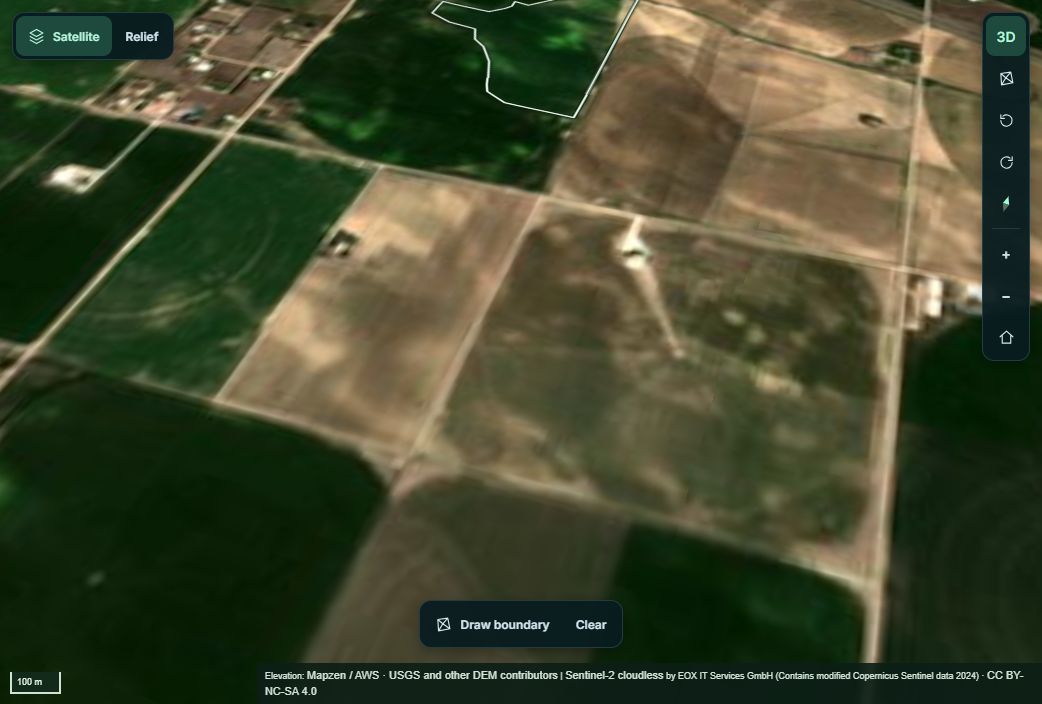 Satellite Relief
3D
+
−
Draw boundary Clear
100 m
Elevation: Mapzen / AWS · USGS and other DEM contributors | Sentinel-2 cloudless by EOX IT Services GmbH (Contains modified Copernicus Sentinel data 2024) · CC BY-
NC-SA 4.0